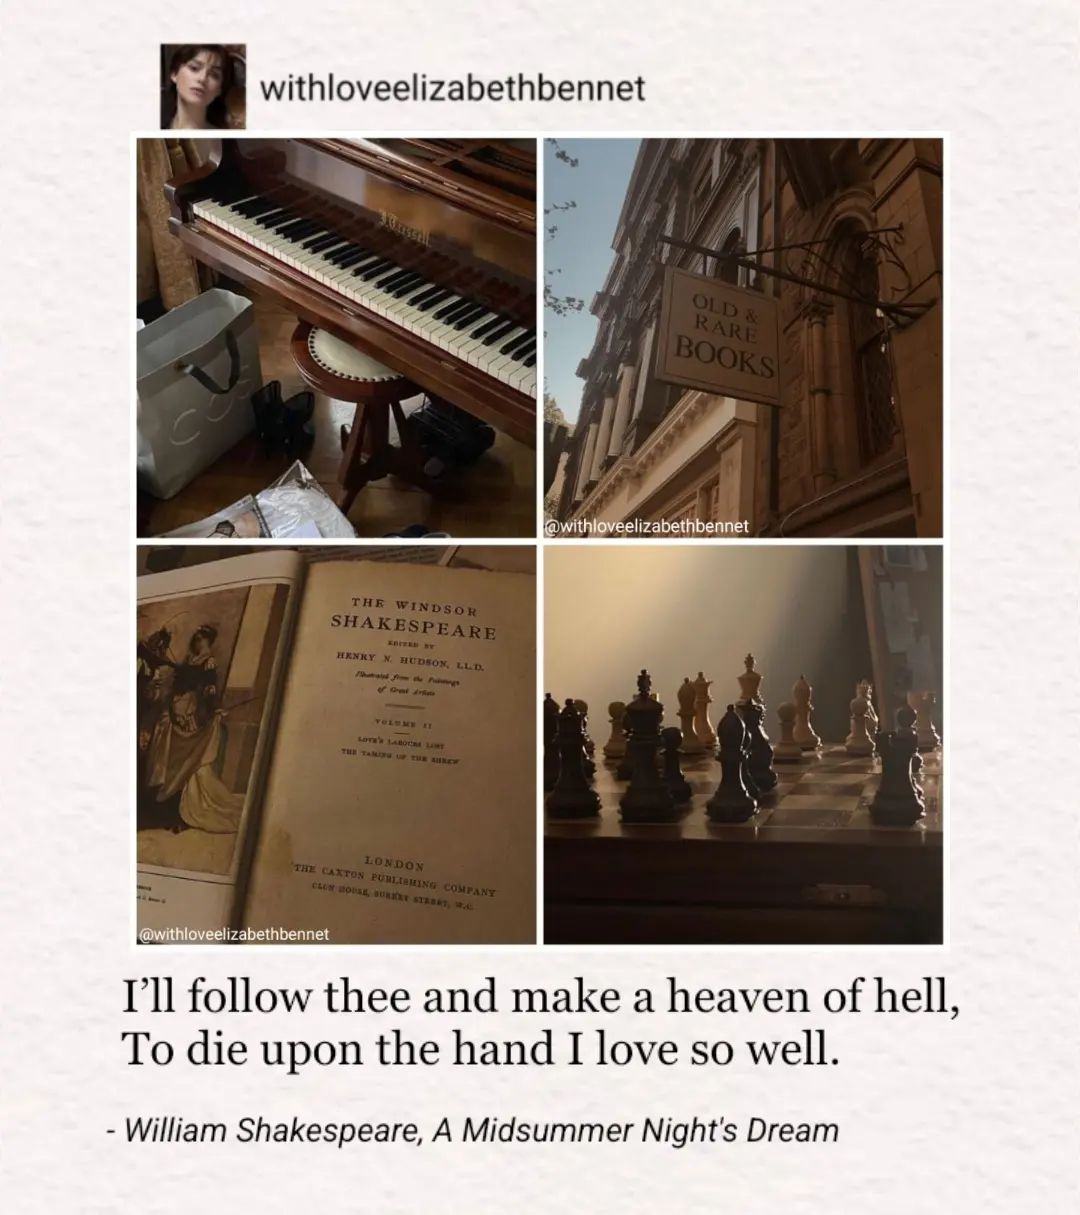 withloveelizabethbennet
OLD &
RARE
BOOKS
@withloveelizabethbennet
THE WINDSOR
SHAKESPEARE
EDITED BY
HENRY N. HUDSON, LL.D.
Illustrated from the Paintings
of Great Artists
VOLUME II
LOVE'S LABOURS LOST
THE TAMING OF THE SHREW
LONDON
THE CAXTON PUBLISHING COMPANY
CLUN HOUSE, SURREY STREET, W.C.
@withloveelizabethbennet
I’ll follow thee and make a heaven of hell,
To die upon the hand I love so well.
- William Shakespeare, A Midsummer Night's Dream